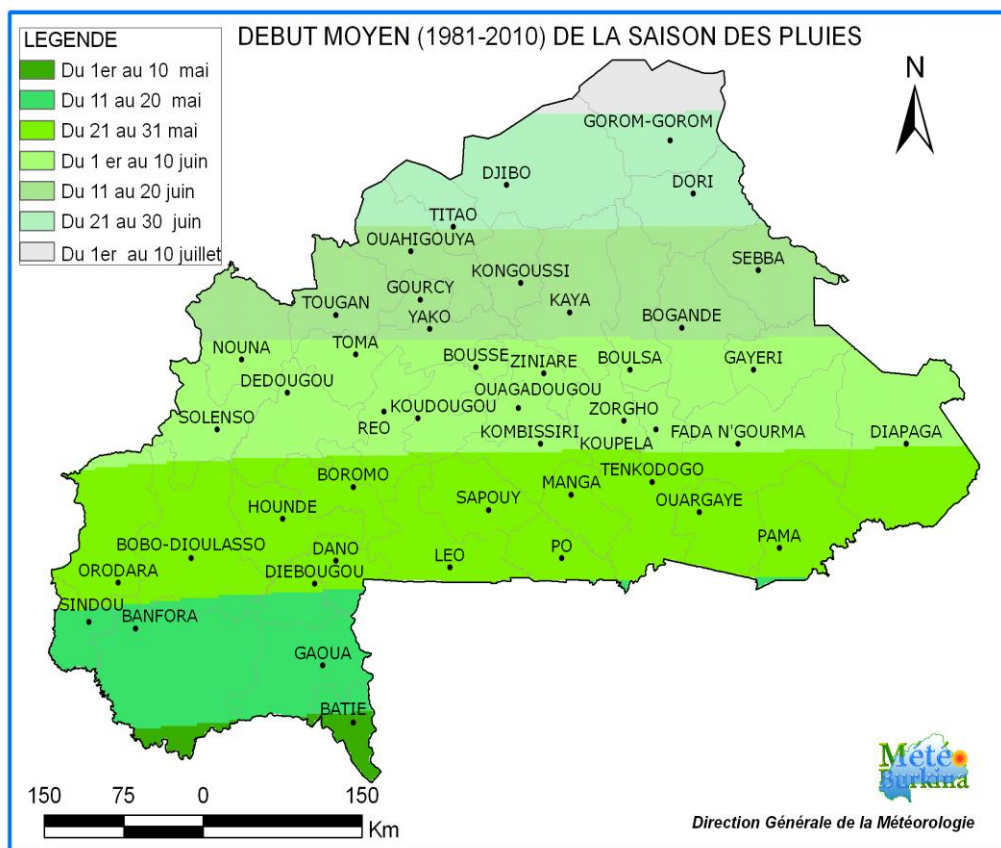 DEBUT MOYEN (1981-2010) DE LA SAISON DES PLUIES
LEGENDE
Du 1er au 10 mai
Du 11 au 20 mai
Du 21 au 31 mai
Du 1 er au 10 juin
Du 11 au 20 juin
Du 21 au 30 juin
Du 1er au 10 juillet
N
GOROM-GOROM
DJIBO
DORI
TITAO
OUAHIGOUYA
SEBBA
KONGOUSSI
GOURCY
TOUGAN
KAYA
YAKO
BOGANDE
NOUNA
TOMA
BOUSSE
ZINIARE
BOULSA
GAYERI
DEDOUGOU
OUAGADOUGOU
SOLENSO
REO
KOUDOUGOU
ZORGHO
KOMBISSIRI
KOUPELA
FADA N'GOURMA
DIAPAGA
BOROMO
TENKODOGO
MANGA
SAPOUY
OUARGAYE
HOUNDE
PAMA
BOBO-DIOULASSO
DANO
LEO
PO
ORODARA
DIEBOUGOU
SINDOU
BANFORA
GAOUA
BATIE
150 75 0 150
Km
Météo
Burkina
Direction Générale de la Météorologie